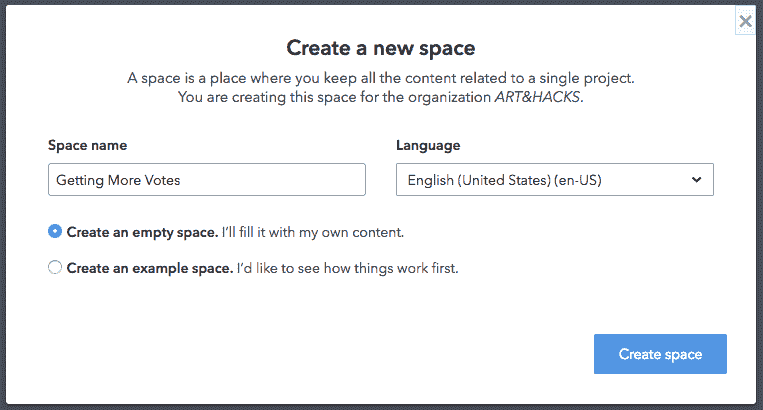 Create a new space
A space is a place where you keep all the content related to a single project.
You are creating this space for the organization ART&HACKS.
Space name
Language
Getting More Votes
English (United States) (en-US)
Create an empty space. I’ll fill it with my own content.
Create an example space. I’d like to see how things work first.
Create space